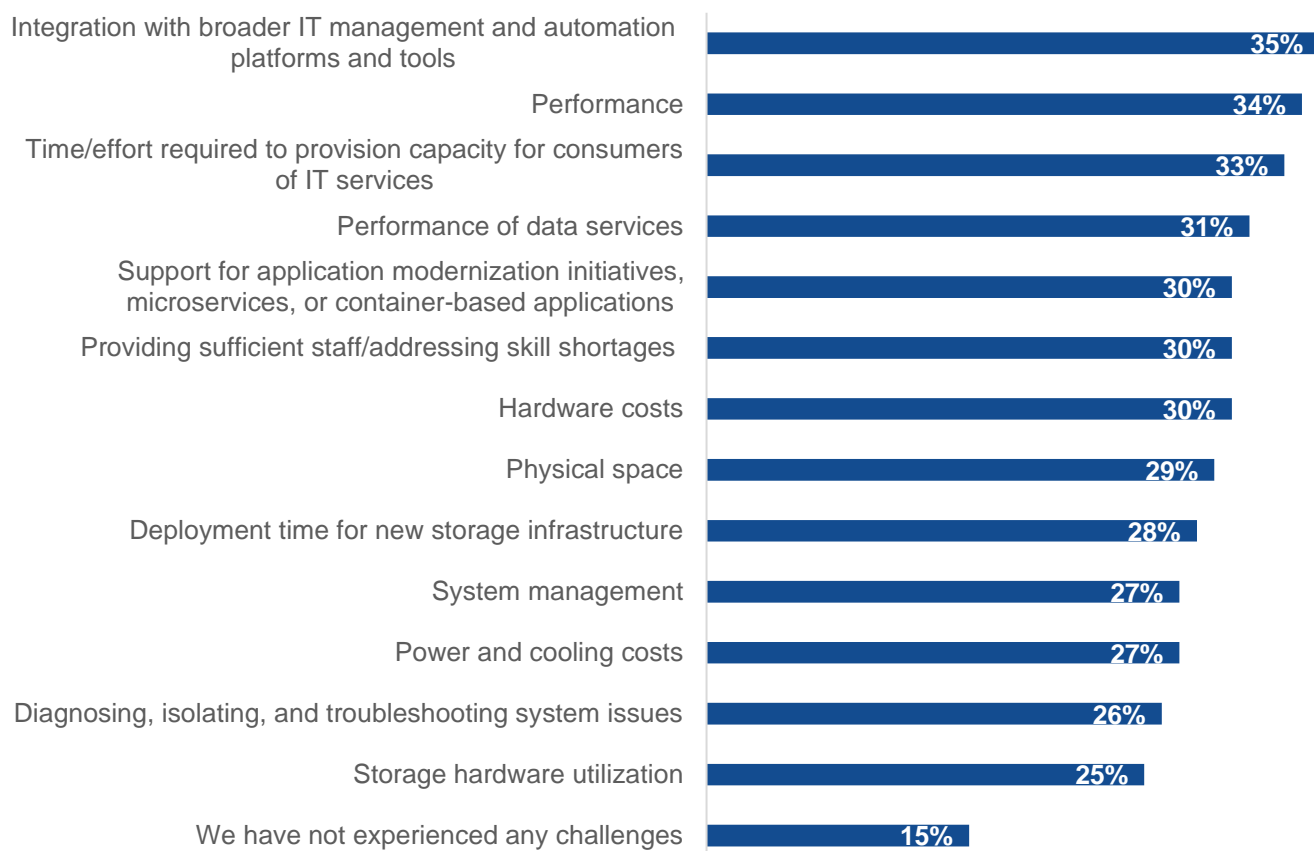 Integration with broader IT management and automation
platforms and tools
35%
Performance
34%
Time/effort required to provision capacity for consumers
of IT services
33%
Performance of data services
31%
Support for application modernization initiatives,
microservices, or container-based applications
30%
Providing sufficient staff/addressing skill shortages
30%
Hardware costs
30%
Physical space
29%
Deployment time for new storage infrastructure
28%
System management
27%
Power and cooling costs
27%
Diagnosing, isolating, and troubleshooting system issues
26%
Storage hardware utilization
25%
We have not experienced any challenges
15%